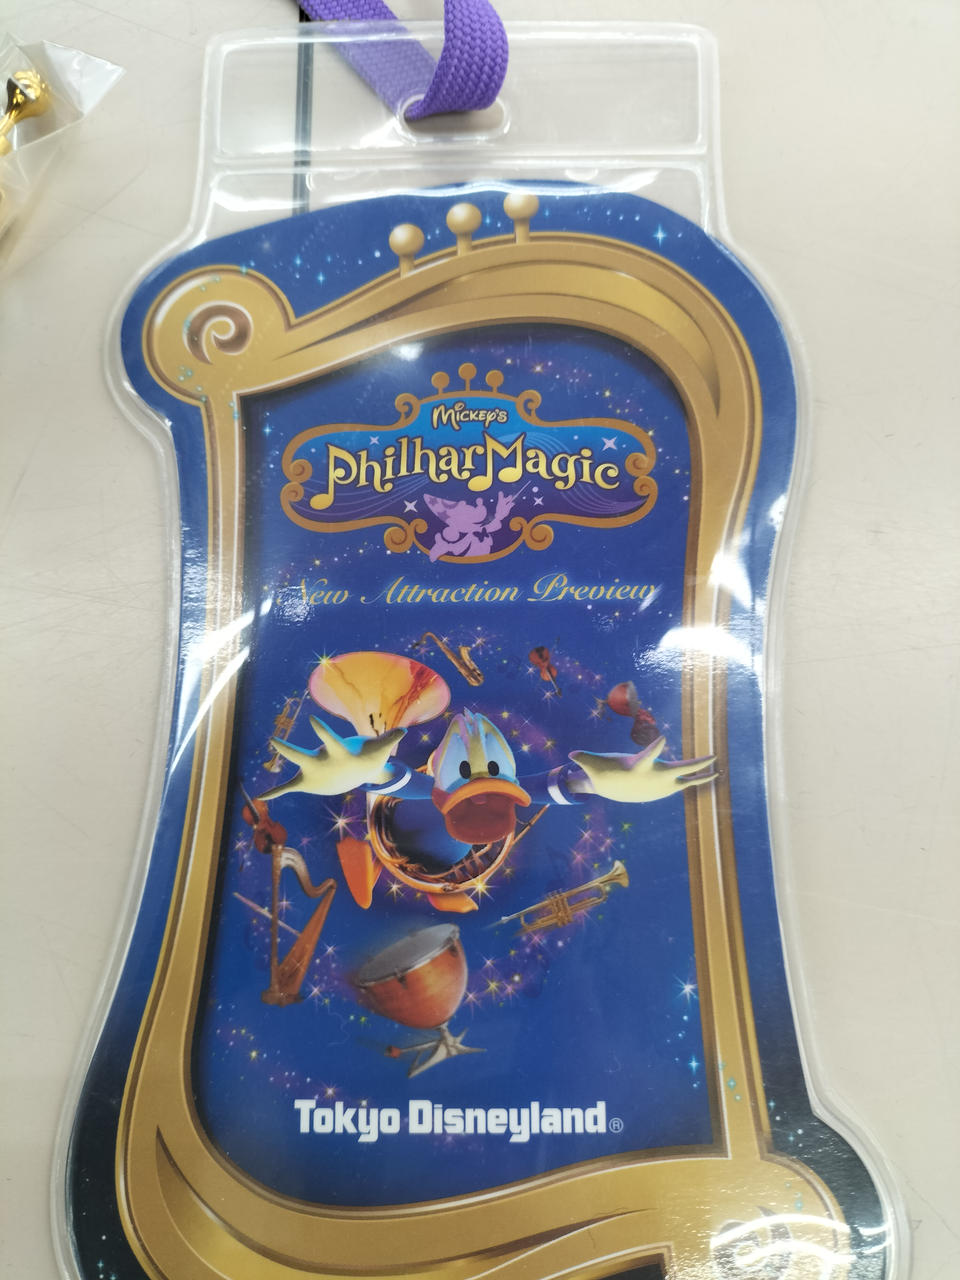 Mickey's
PhilharMagic
New Attraction Preview
Tokyo Disneyland®